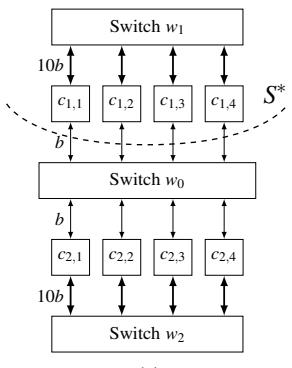 Switch w₁
10b
c₁,₁ c₁,₂ c₁,₃ c₁,₄
S*
b
Switch w₀
b
c₂,₁ c₂,₂ c₂,₃ c₂,₄
10b
Switch w₂